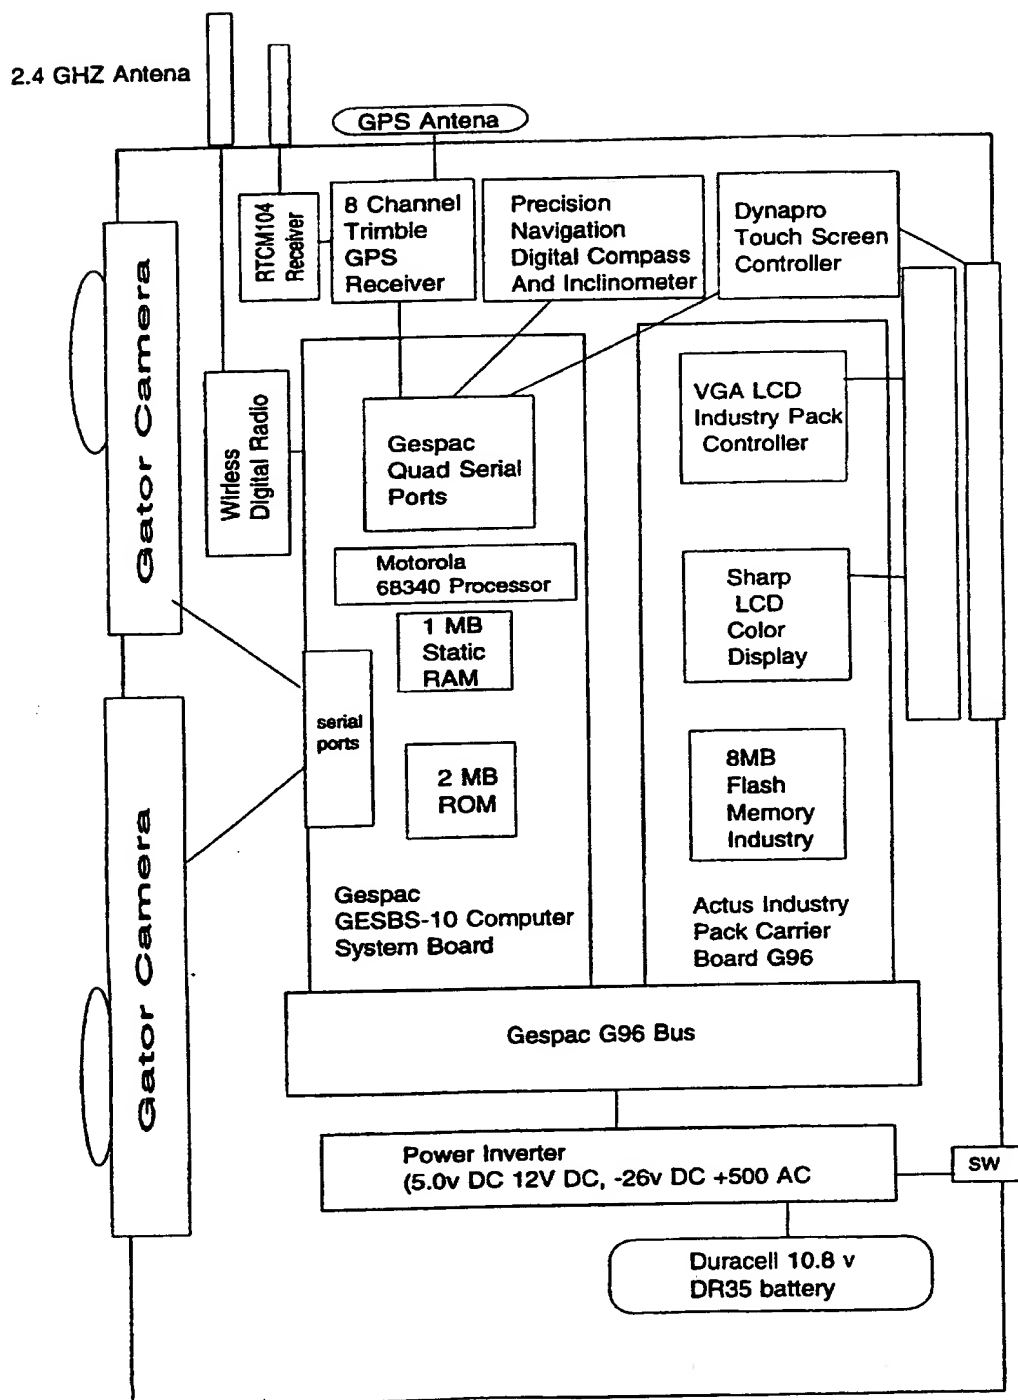 2.4 GHZ Antena
GPS Antena
RTCM104
Receiver
8 Channel
Trimble
GPS
Receiver
Precision
Navigation
Digital Compass
And Inclinometer
Dynapro
Touch Screen
Controller
Gator Camera
Wirless
Digital Radio
Gespac
Quad Serial
Ports
VGA LCD
Industry Pack
Controller
Motorola
68340 Processor
1 MB
Static
RAM
Sharp
LCD
Color
Display
serial
ports
2 MB
ROM
8MB
Flash
Memory
Industry
Gator Camera
Gespac
GESBS-10 Computer
System Board
Actus Industry
Pack Carrier
Board G96
Gespac G96 Bus
Power Inverter
(5.0v DC 12V DC, -26v DC +500 AC
SW
Duracell 10.8 v
DR35 battery